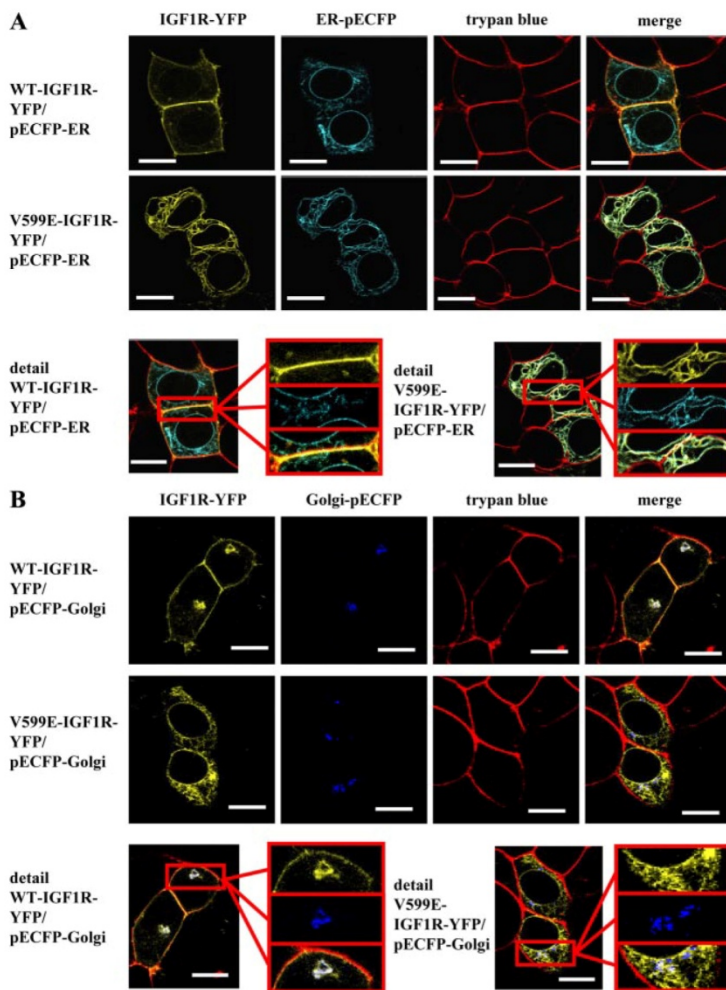 A
IGF1R-YFP ER-pECFP trypan blue merge
WT-IGF1R-
YFP/
pECFP-ER
V599E-IGF1R-
YFP/
pECFP-ER
detail
WT-IGF1R-
YFP/
pECFP-ER
detail
V599E-
IGF1R-YFP/
pECFP-ER
B
IGF1R-YFP Golgi-pECFP trypan blue merge
WT-IGF1R-
YFP/
pECFP-Golgi
V599E-IGF1R-
YFP/
pECFP-Golgi
detail
WT-IGF1R-
YFP/
pECFP-Golgi
detail
V599E-
IGF1R-YFP/
pECFP-Golgi